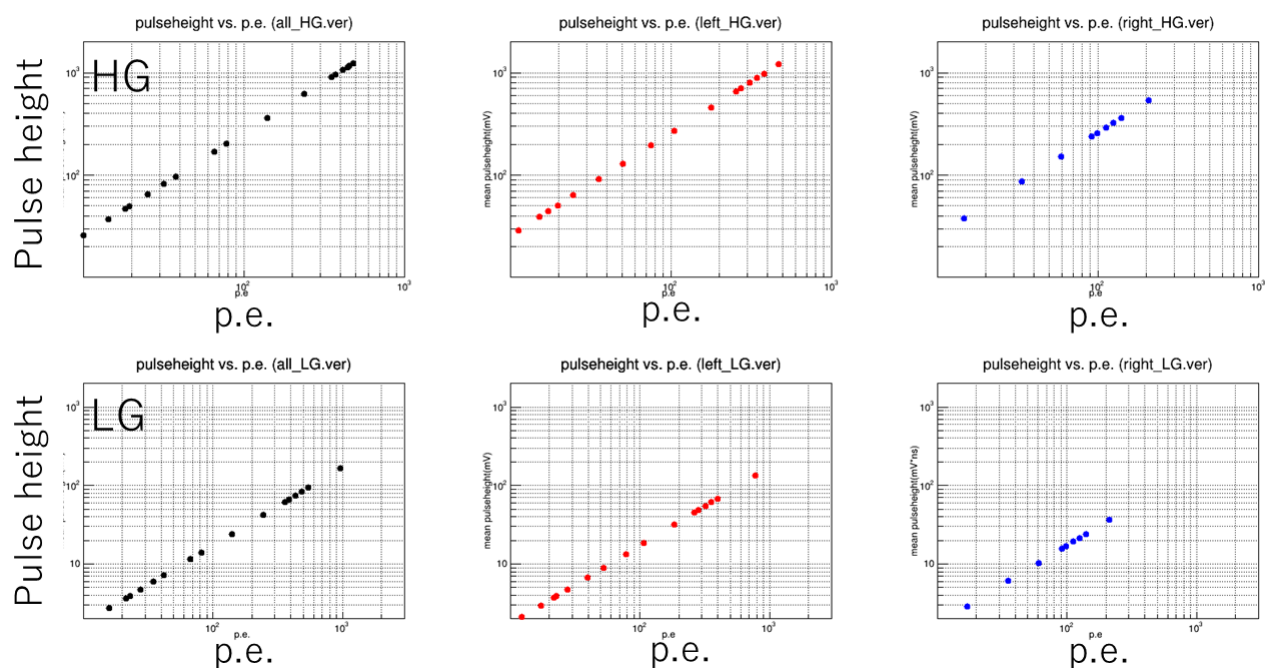 pulseheight vs. p.e. (all_HG.ver)
Pulse height
HG
10³
10²
10²
10³
p.e.
p.e.
pulseheight vs. p.e. (left_HG.ver)
mean pulseheight(mV)
10³
10²
10²
10³
p.e
p.e.
pulseheight vs. p.e. (right_HG.ver)
mean pulseheight(mV)
10³
10²
10²
10³
p.e
p.e.
pulseheight vs. p.e. (all_LG.ver)
Pulse height
LG
10³
10²
10
10²
10³
p.e.
p.e.
pulseheight vs. p.e. (left_LG.ver)
mean pulseheight(mV)
10³
10²
10
10²
10³
p.e
p.e.
pulseheight vs. p.e. (right_LG.ver)
mean pulseheight(mV*ns)
10³
10²
10
10²
10³
p.e
p.e.